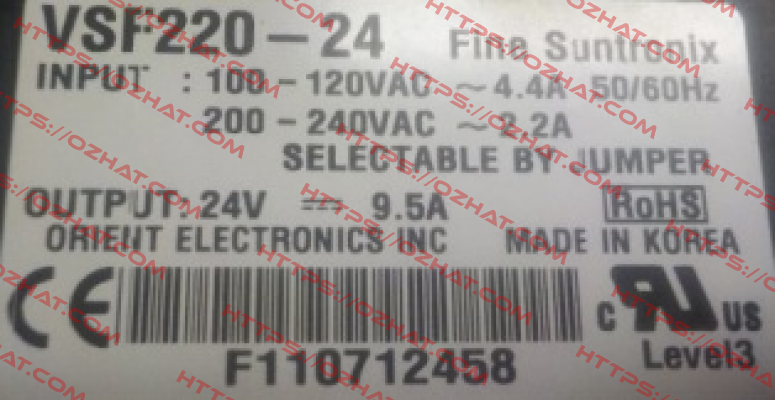 VSF220-24 Fine Suntronix
INPUT : 100-120VAC ~4.4A 50/60Hz
200-240VAC ~2.2A
SELECTABLE BY JUMPER
OUTPUT: 24V ⎓ 9.5A RoHS
ORIENT ELECTRONICS INC MADE IN KOREA
CE
C UR US
Level3
F110712458
HTTPS://OZHAT.COM